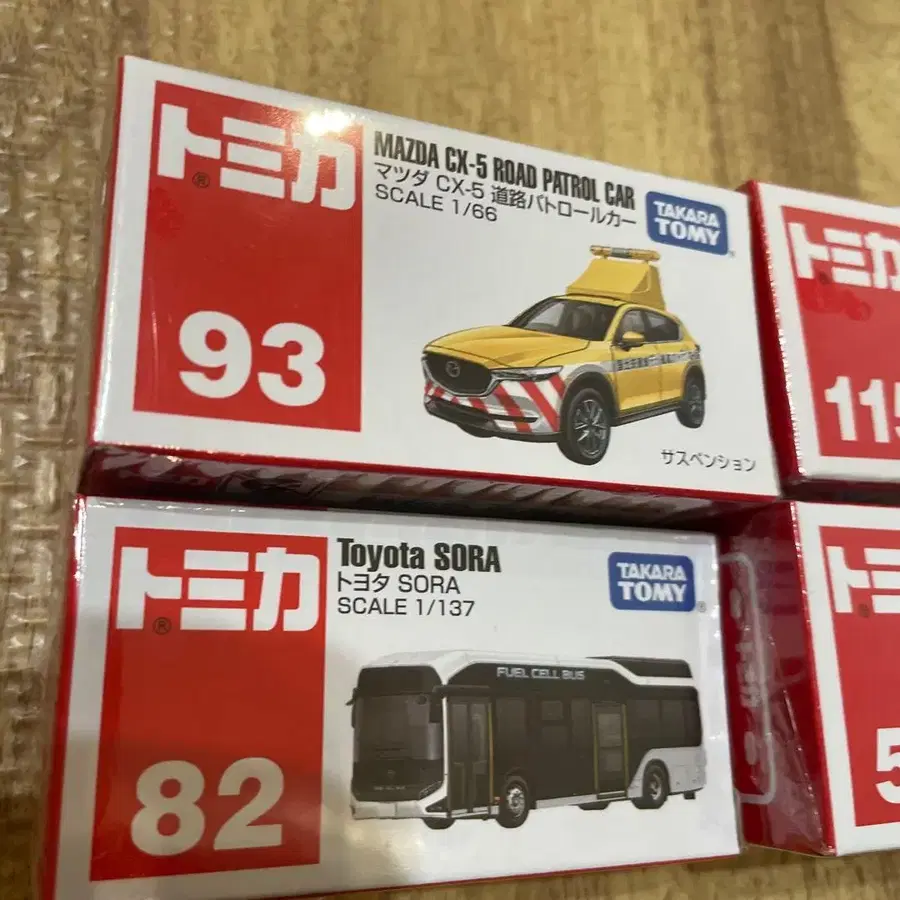 トミカ®
93
MAZDA CX-5 ROAD PATROL CAR
マツダ CX-5 道路パトロールカー
SCALE 1/66
TAKARA
TOMY®
サスペンション
トミカ
115
トミカ®
82
Toyota SORA
トヨタ SORA
SCALE 1/137
TAKARA
TOMY®
FUEL CELL BUS
トミ
5